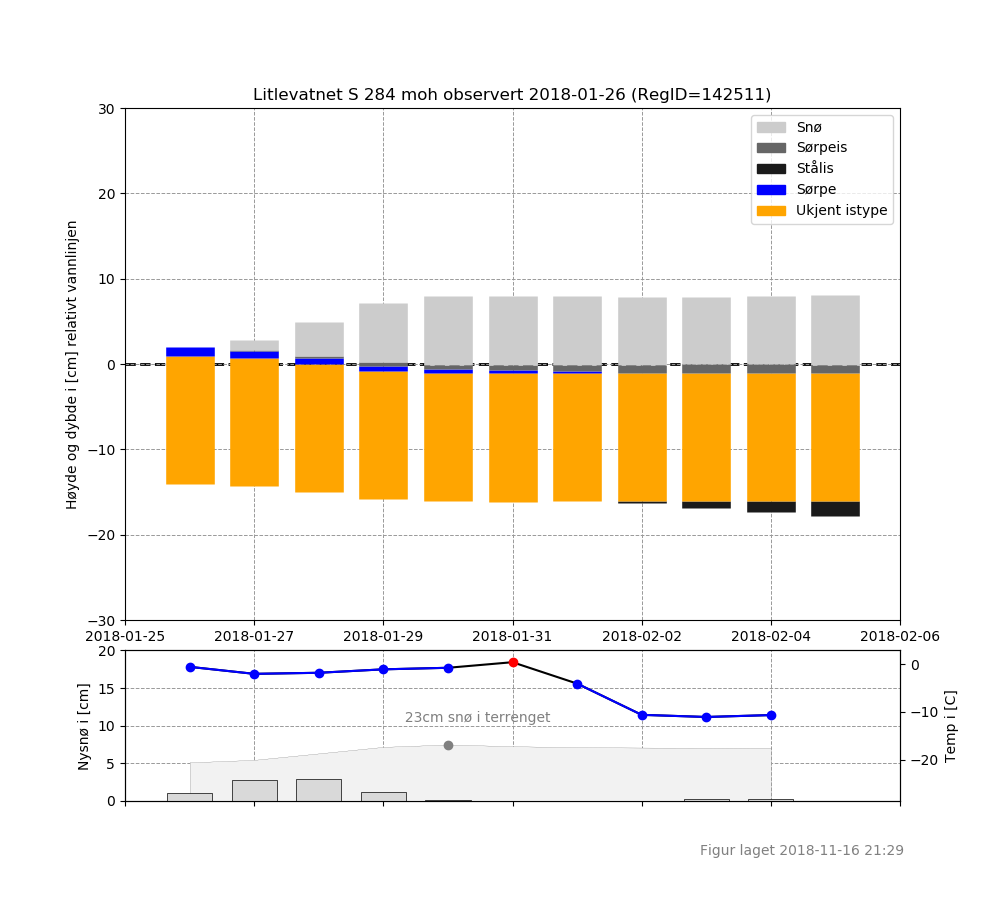 Litlevatnet S 284 moh observert 2018-01-26 (RegID=142511)
Høyde og dybde i [cm] relativt vannlinjen
30
20
10
0
−10
−20
−30
Snø
Sørpeis
Stålis
Sørpe
Ukjent istype
2018-01-25 2018-01-27 2018-01-29 2018-01-31 2018-02-02 2018-02-04 2018-02-06
Nysnø i [cm]
20
15
10
5
0
23cm snø i terrenget
0
−10
−20
Temp i [C]
Figur laget 2018-11-16 21:29